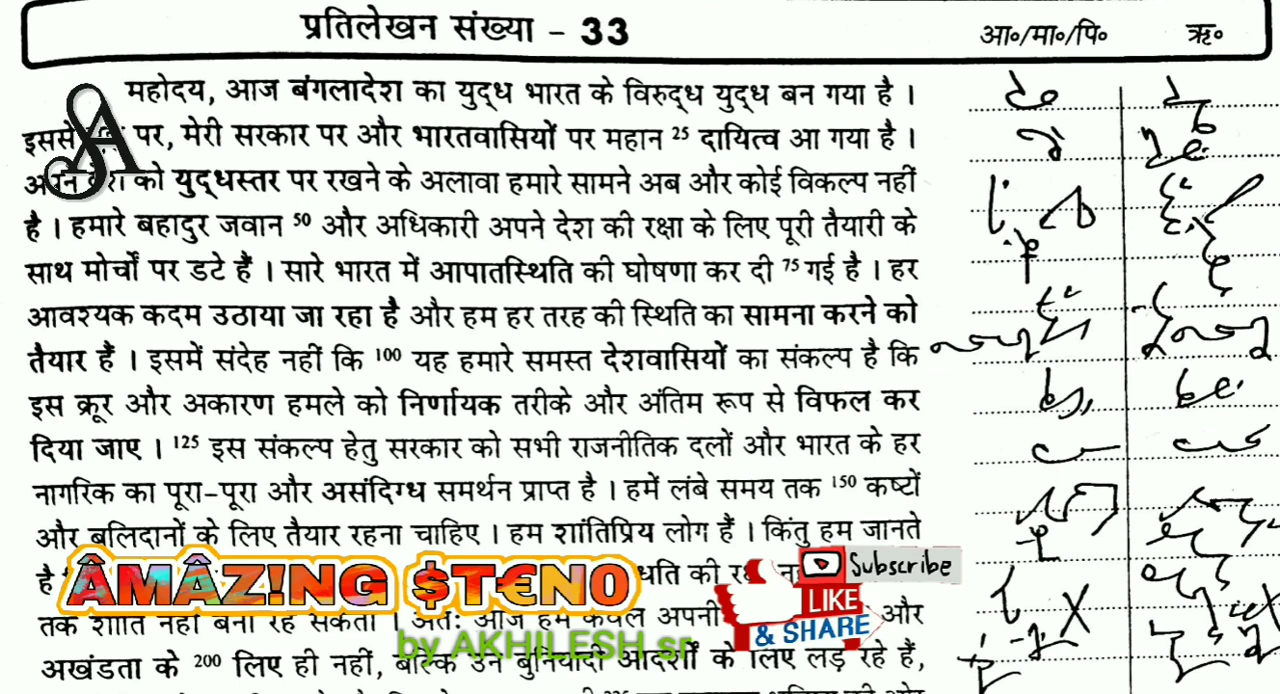 प्रतिलेखन संख्या – 33
आ०/मा०/पि० ऋ०
महोदय, आज बंगलादेश का युद्ध भारत के विरुद्ध युद्ध बन गया है ।
इससे पर, मेरी सरकार पर और भारतवासियों पर महान 25 दायित्व आ गया है ।
को युद्धस्तर पर रखने के अलावा हमारे सामने अब और कोई विकल्प नहीं
है । हमारे बहादुर जवान 50 और अधिकारी अपने देश की रक्षा के लिए पूरी तैयारी के
साथ मोर्चों पर डटे हैं । सारे भारत में आपातस्थिति की घोषणा कर दी 75 गई है । हर
आवश्यक कदम उठाया जा रहा है और हम हर तरह की स्थिति का सामना करने को
तैयार हैं । इसमें संदेह नहीं कि 100 यह हमारे समस्त देशवासियों का संकल्प है कि
इस क्रूर और अकारण हमले को निर्णायक तरीके और अंतिम रूप से विफल कर
दिया जाए । 125 इस संकल्प हेतु सरकार को सभी राजनीतिक दलों और भारत के हर
नागरिक का पूरा-पूरा और असंदिग्ध समर्थन प्राप्त है । हमें लंबे समय तक 150 कष्टों
और बलिदानों के लिए तैयार रहना चाहिए । हम शांतिप्रिय लोग हैं । किंतु हम जानते
की
ÂMÂZ!NG $T€N0
Subscribe
LIKE
& SHARE
तक शांति नहीं बनी रह सकती । अतः आज हम केवल अपनी और
by AKHILESH sr
अखंडता के 200 लिए ही नहीं, बल्कि उन बुनियादी आदर्शों के लिए लड़ रहे हैं,